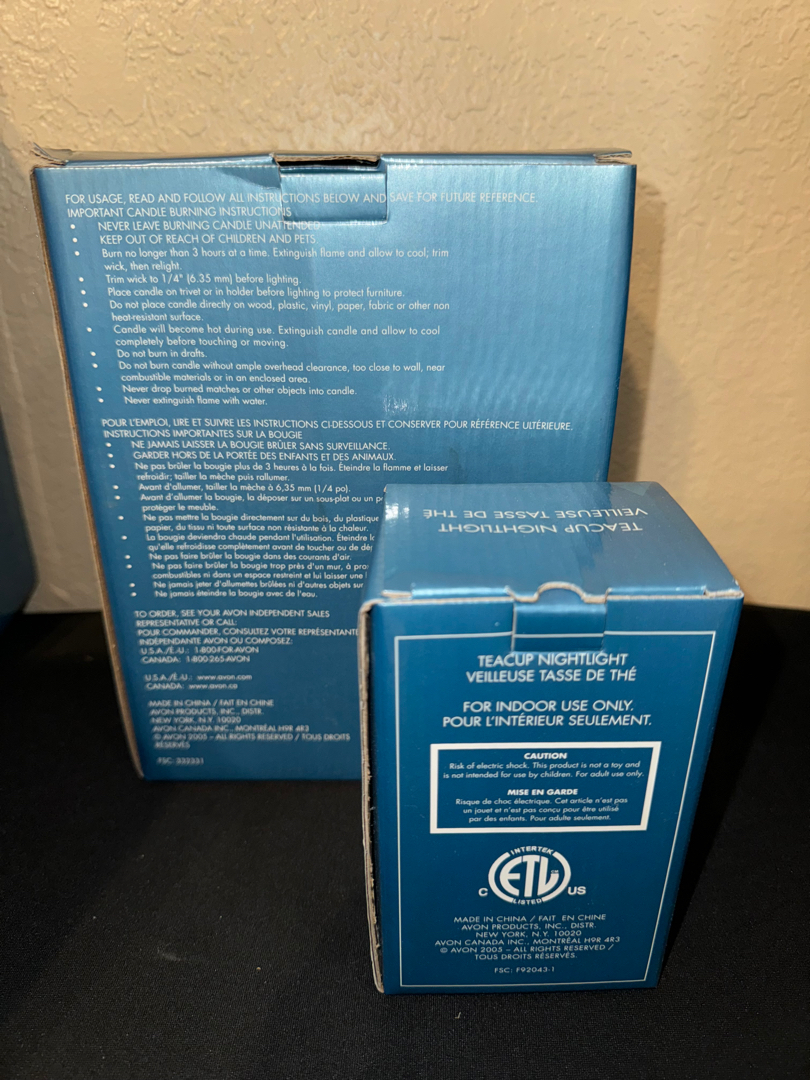 FOR USAGE, READ AND FOLLOW ALL INSTRUCTIONS BELOW AND SAVE FOR FUTURE REFERENCE.
IMPORTANT CANDLE BURNING INSTRUCTIONS
• NEVER LEAVE BURNING CANDLE UNATTENDED
• KEEP OUT OF REACH OF CHILDREN AND PETS
• Burn no longer than 3 hours at a time. Extinguish flame and allow to cool; trim
wick, then relight.
• Trim wick to 1/4" (6.35 mm) before lighting.
• Place candle on trivet or in holder before lighting to protect furniture.
• Do not place candle directly on wood, plastic, vinyl, paper, fabric or other non
heat-resistant surface.
• Candle will become hot during use. Extinguish candle and allow to cool
completely before touching or moving.
• Do not burn in drafts.
• Do not burn candle without ample overhead clearance, too close to wall, near
combustible materials or in an enclosed area.
• Never drop burned matches or other objects into candle.
• Never extinguish flame with water.
POUR L'EMPLOI, LIRE ET SUIVRE LES INSTRUCTIONS CI-DESSOUS ET CONSERVER POUR RÉFÉRENCE ULTÉRIEURE.
INSTRUCTIONS IMPORTANTES SUR LA BOUGIE
• NE JAMAIS LAISSER LA BOUGIE BRÛLER SANS SURVEILLANCE.
• GARDER HORS DE LA PORTÉE DES ENFANTS ET DES ANIMAUX.
• Ne pas brûler la bougie plus de 3 heures à la fois. Éteindre la flamme et laisser
refroidir; tailler la mèche puis rallumer.
• Avant d'allumer, tailler la mèche à 6,35 mm (1/4 po).
• Avant d'allumer la bougie, la déposer sur un sous-plat ou un
protéger le meuble.
• Ne pas mettre la bougie directement sur du bois, du plastique
papier, du tissu ni toute surface non résistante à la chaleur.
• La bougie deviendra chaude pendant l'utilisation. Éteindre
qu'elle refroidisse complètement avant de toucher ou de
• Ne pas faire brûler la bougie dans des courants d'air.
• Ne pas faire brûler la bougie trop près d'un mur, à
combustibles ni dans un espace restreint et lui laisser une
• Ne jamais jeter d'allumettes brûlées ni d'autres objets
• Ne jamais éteindre la bougie avec de l'eau.
TO ORDER, SEE YOUR AVON INDEPENDENT SALES
REPRESENTATIVE OR CALL:
POUR COMMANDER, CONSULTEZ VOTRE REPRÉSENTANTE
INDÉPENDANTE AVON OU COMPOSEZ:
U.S.A./É.-U.: 1-800-FOR-AVON
CANADA: 1-800-265-AVON
U.S.A./É.-U.: www.avon.com
CANADA: www.avon.ca
MADE IN CHINA / FAIT EN CHINE
AVON PRODUCTS, INC., DISTR.
NEW YORK, N.Y. 10020
AVON CANADA INC., MONTRÉAL H9R 4R3
© AVON 2005 – ALL RIGHTS RESERVED / TOUS DROITS
RÉSERVÉS
TEACUP NIGHTLIGHT
VEILLEUSE TASSE DE THÉ
TEACUP NIGHTLIGHT
VEILLEUSE TASSE DE THÉ
FOR INDOOR USE ONLY.
POUR L'INTÉRIEUR SEULEMENT.
CAUTION
Risk of electric shock. This product is not a toy and
is not intended for use by children. For adult use only.
MISE EN GARDE
Risque de choc électrique. Cet article n'est pas
un jouet et n'est pas conçu pour être utilisé
par des enfants. Pour adulte seulement.
INTERTEK
C ETL US
LISTED
MADE IN CHINA / FAIT EN CHINE
AVON PRODUCTS, INC., DISTR.
NEW YORK, N.Y. 10020
AVON CANADA INC., MONTRÉAL H9R 4R3
© AVON 2005 – ALL RIGHTS RESERVED /
TOUS DROITS RÉSERVÉS.
FSC: F92043-1